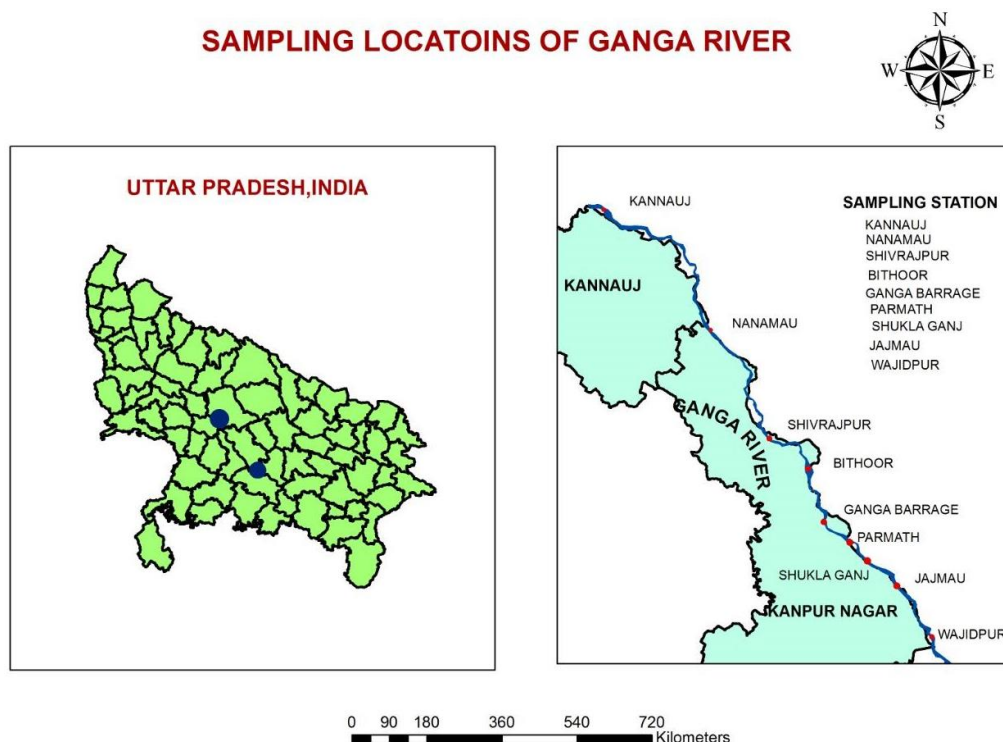 SAMPLING LOCATOINS OF GANGA RIVER
N
W
E
S
UTTAR PRADESH,INDIA
KANNAUJ
KANNAUJ
NANAMAU
GANGA RIVER
SHIVRAJPUR
BITHOOR
GANGA BARRAGE
PARMATH
SHUKLA GANJ
JAJMAU
KANPUR NAGAR
WAJIDPUR
SAMPLING STATION
KANNAUJ
NANAMAU
SHIVRAJPUR
BITHOOR
GANGA BARRAGE
PARMATH
SHUKLA GANJ
JAJMAU
WAJIDPUR
0 90 180 360 540 720
Kilometers